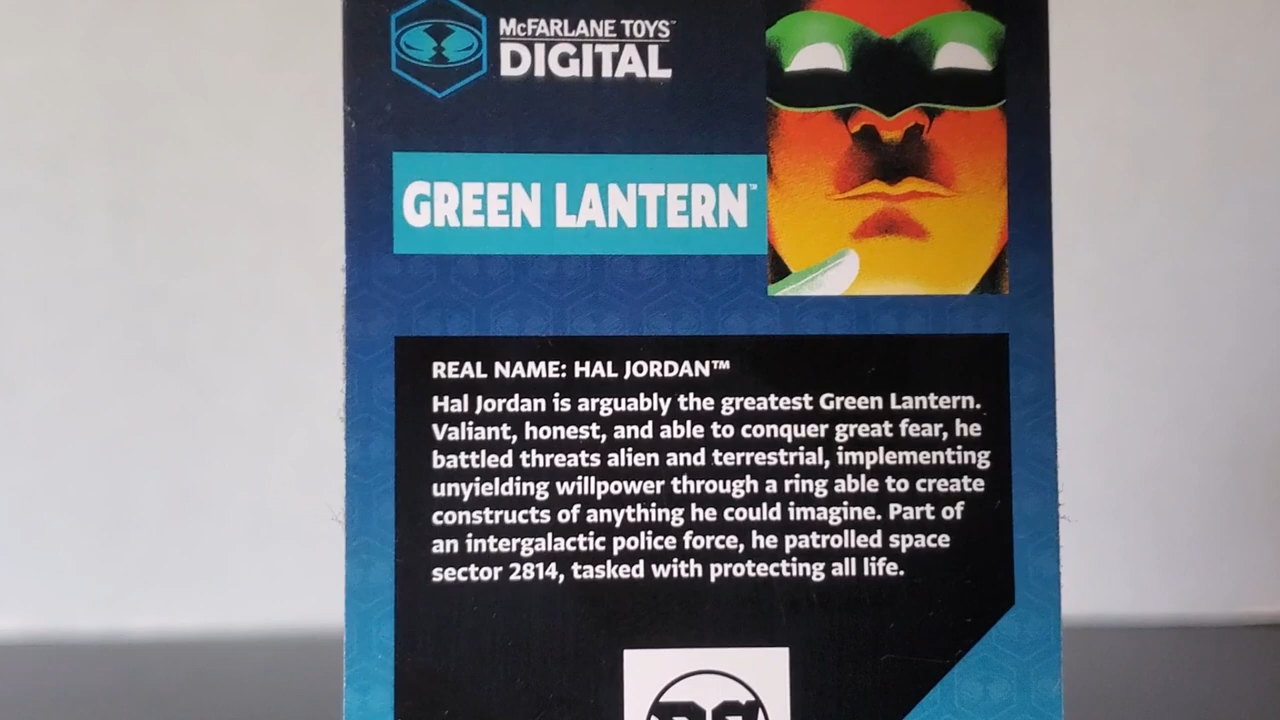 McFARLANE TOYS™
DIGITAL
GREEN LANTERN™
REAL NAME: HAL JORDAN™
Hal Jordan is arguably the greatest Green Lantern.
Valiant, honest, and able to conquer great fear, he
battled threats alien and terrestrial, implementing
unyielding willpower through a ring able to create
constructs of anything he could imagine. Part of
an intergalactic police force, he patrolled space
sector 2814, tasked with protecting all life.